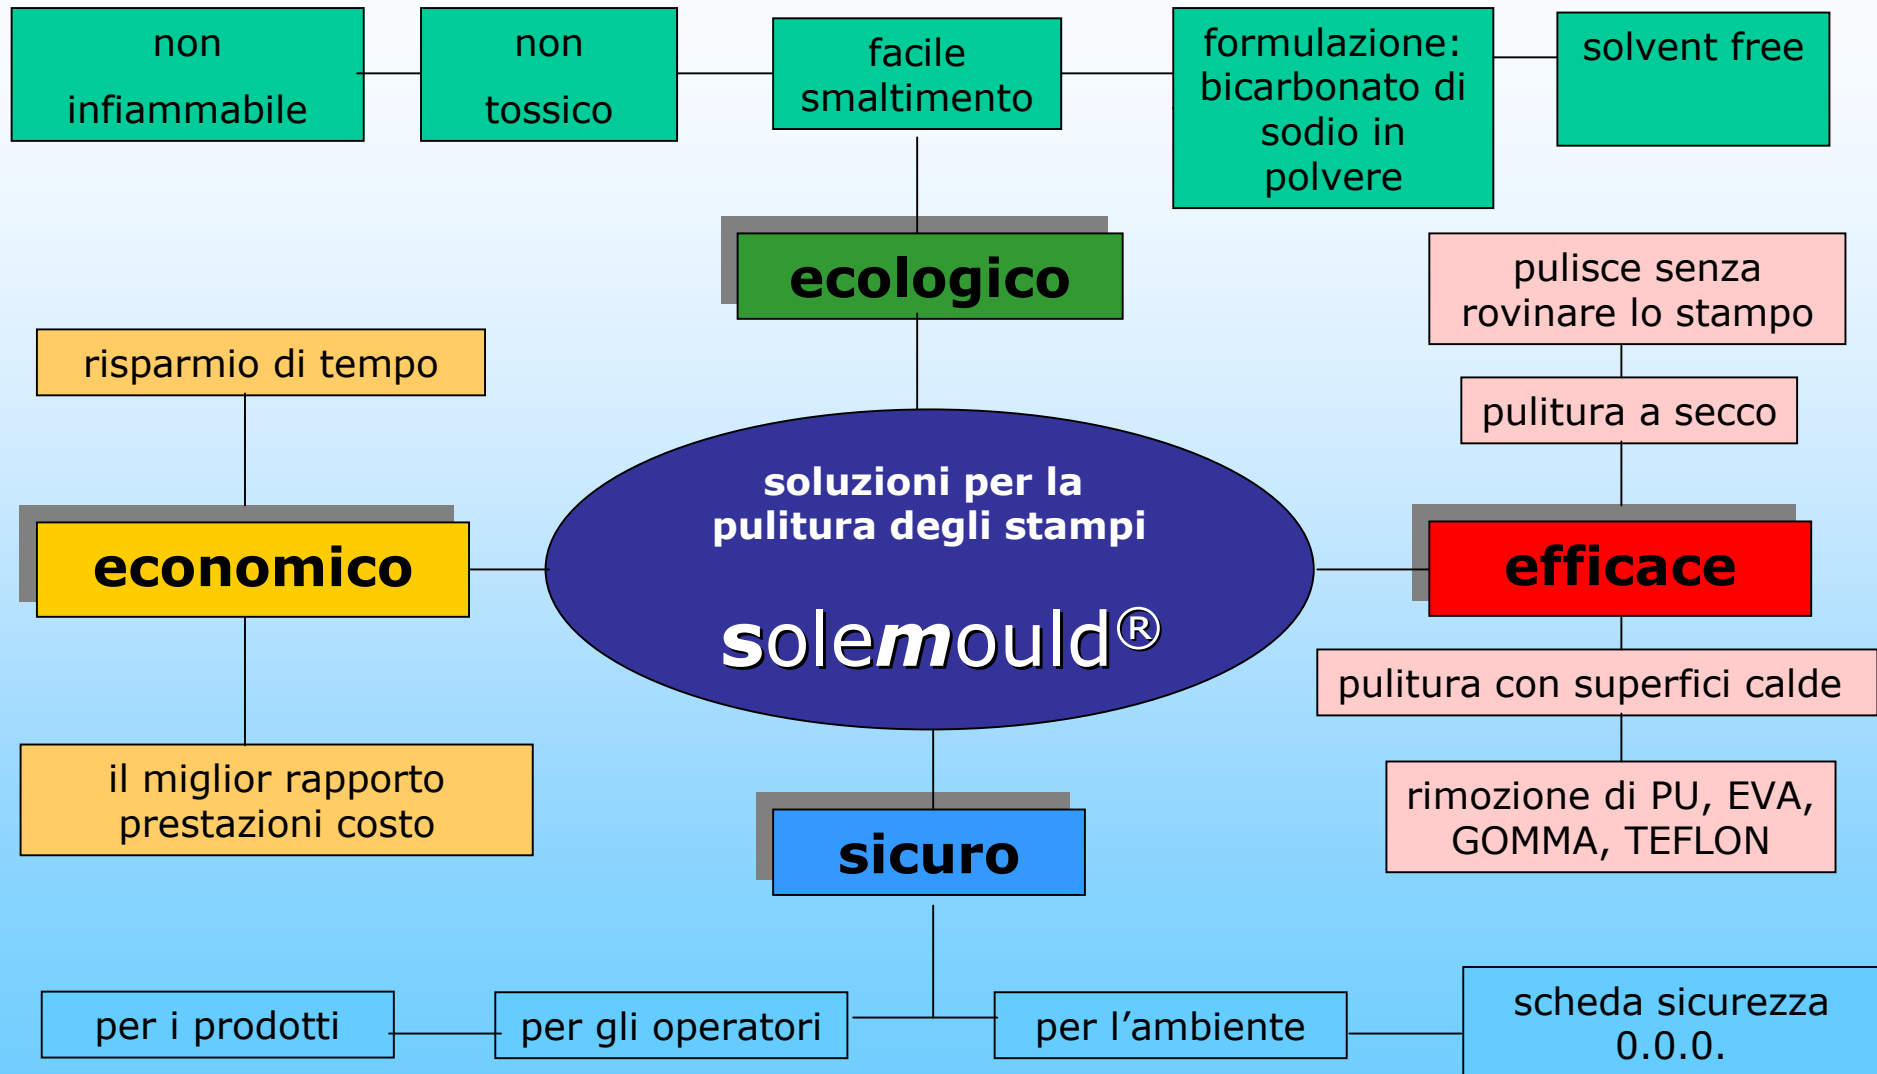 non
infiammabile
non
tossico
facile
smaltimento
formulazione:
bicarbonato di
sodio in
polvere
solvent free
ecologico
pulisce senza
rovinare lo stampo
pulitura a secco
risparmio di tempo
soluzioni per la
pulitura degli stampi
solemould®
economico
efficace
pulitura con superfici calde
rimozione di PU, EVA,
GOMMA, TEFLON
il miglior rapporto
prestazioni costo
sicuro
per i prodotti
per gli operatori
per l’ambiente
scheda sicurezza
0.0.0.